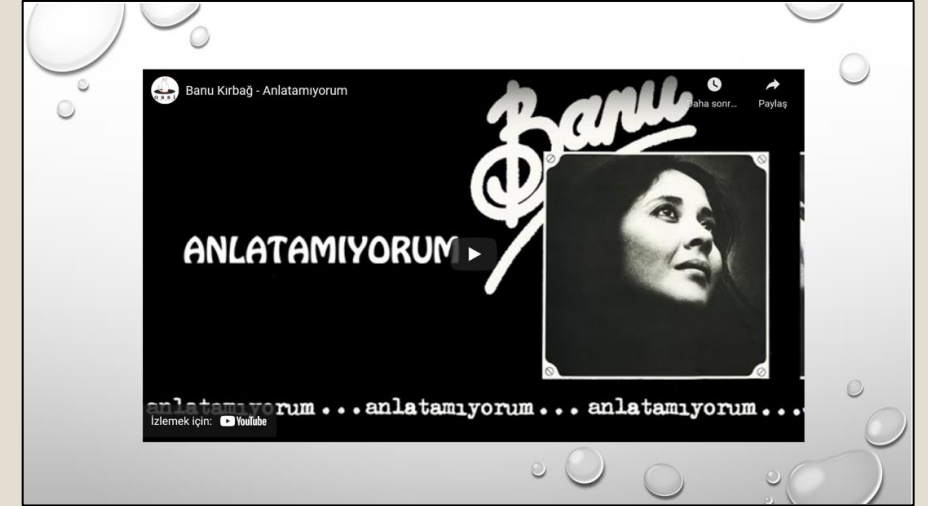 Banu Kırbağ - Anlatamıyorum
Daha sonr...
Paylaş
Banu
ANLATAMIYORUM
anlatamıyorum...anlatamıyorum... anlatamıyorum...
İzlemek için: YouTube